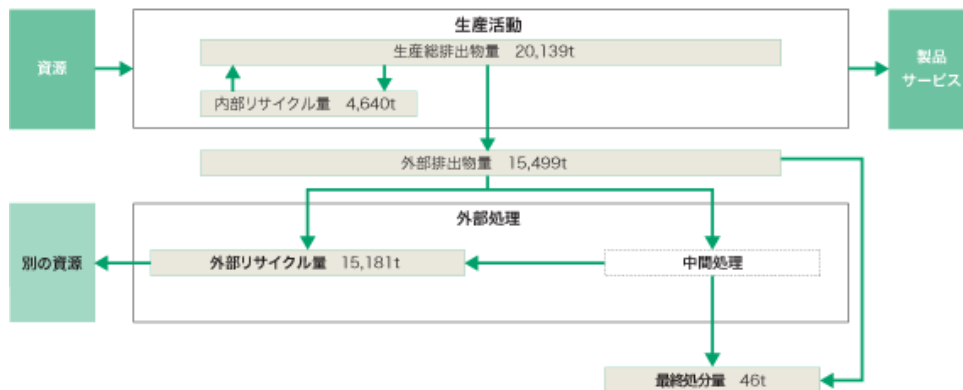 生産活動
生産総排出物量 20,139t
資源
製品
サービス
内部リサイクル量 4,640t
外部排出物量 15,499t
外部処理
別の資源
外部リサイクル量 15,181t
中間処理
最終処分量 46t